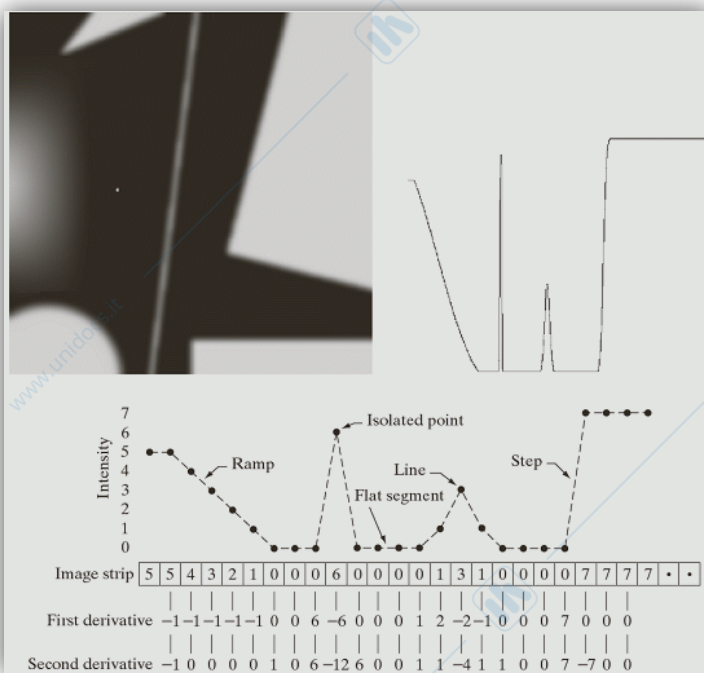 7
6
Isolated point
5
Intensity
4
Ramp
Line
Step
3
Flat segment
2
1
0
Image strip 5 5 4 3 2 1 0 0 0 6 0 0 0 0 1 3 1 0 0 0 0 7 7 7 7 • •
First derivative −1 −1 −1 −1 −1 0 0 6 −6 0 0 0 1 2 −2 −1 0 0 0 7 0 0 0
Second derivative −1 0 0 0 0 1 0 6 −12 6 0 0 1 1 −4 1 1 0 0 7 −7 0 0